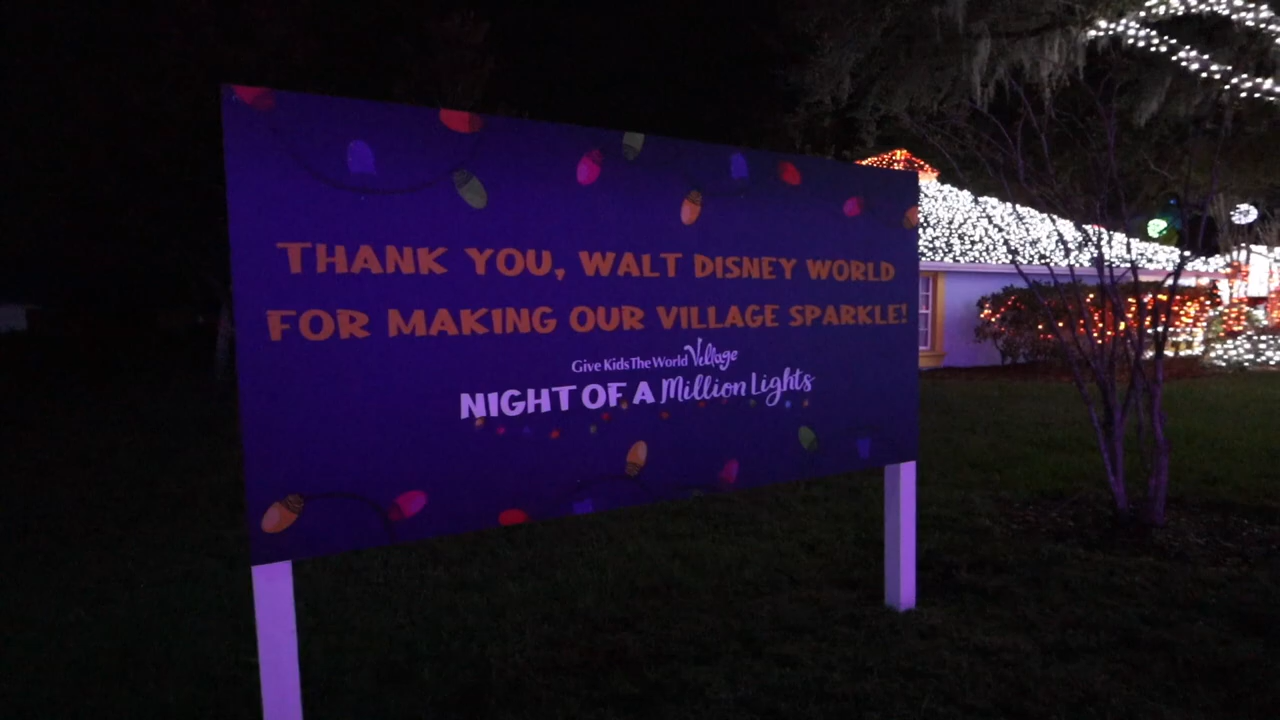 THANK YOU, WALT DISNEY WORLD
FOR MAKING OUR VILLAGE SPARKLE!
Give Kids The World Village
NIGHT OF A Million Lights